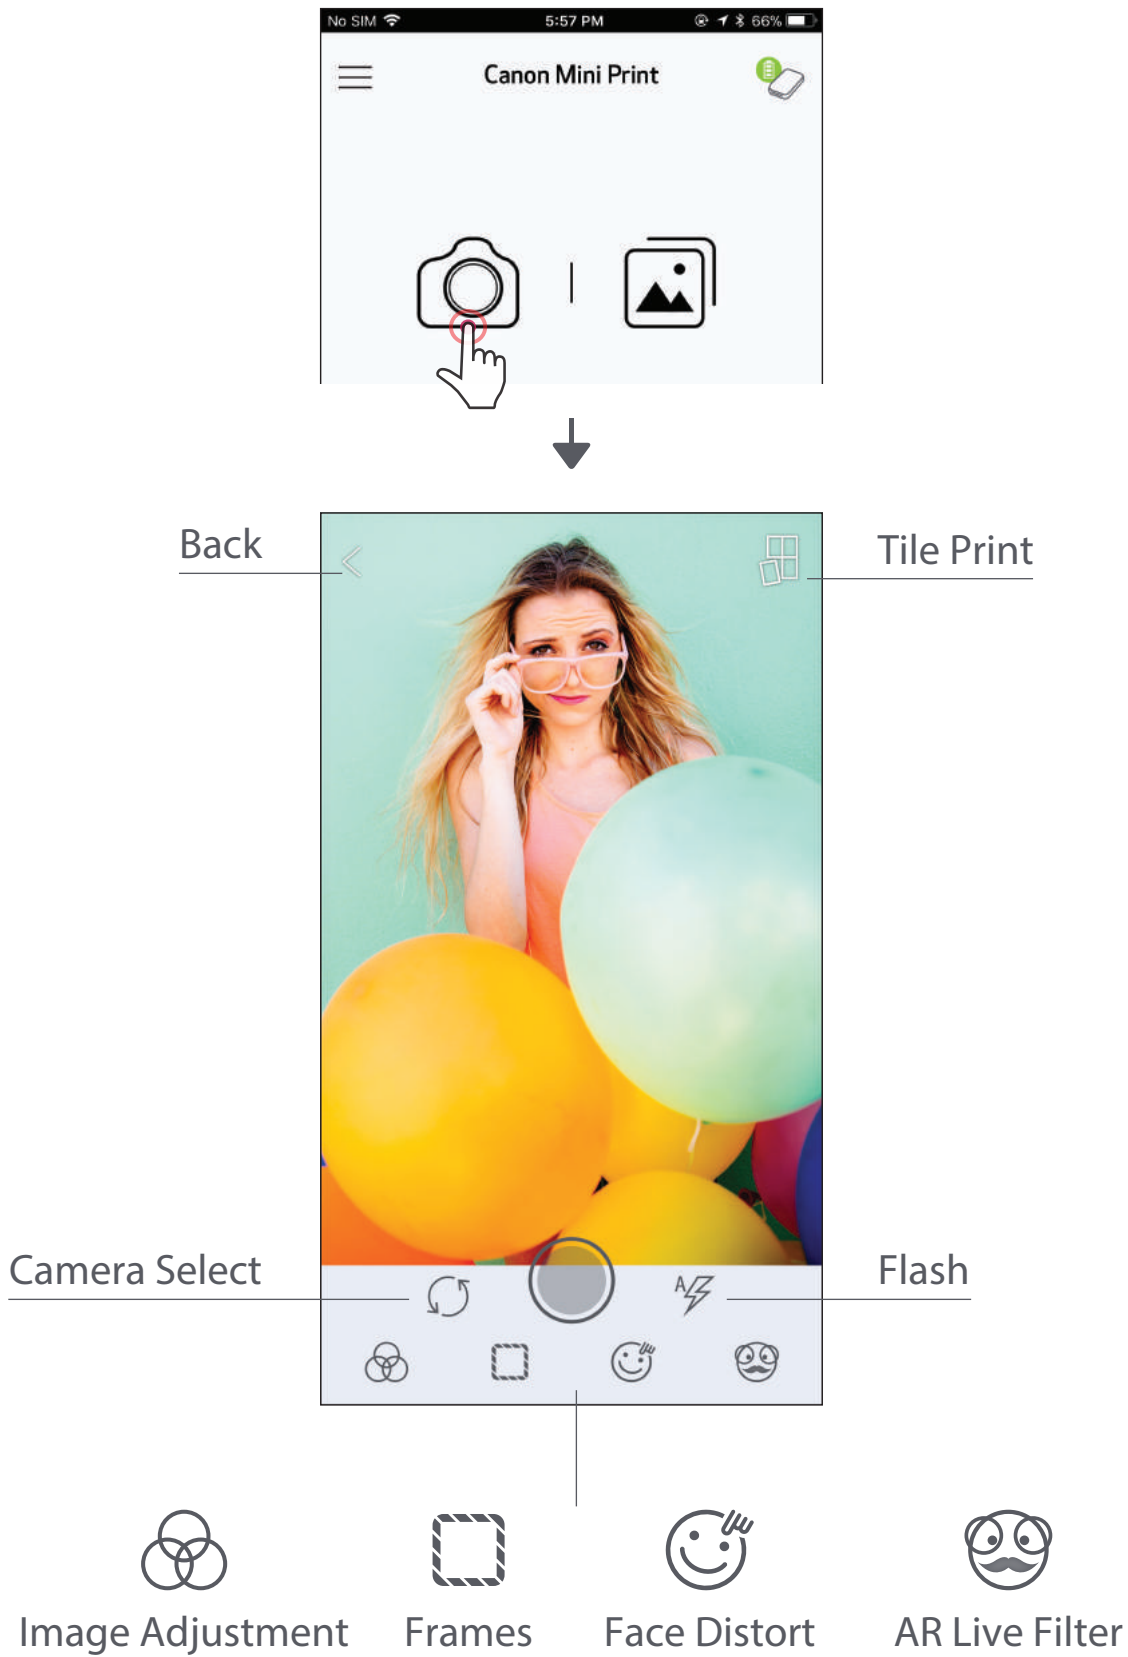 No SIM 5:57 PM 66%
Canon Mini Print
Back
Tile Print
Camera Select
Flash
A
Image Adjustment Frames Face Distort AR Live Filter